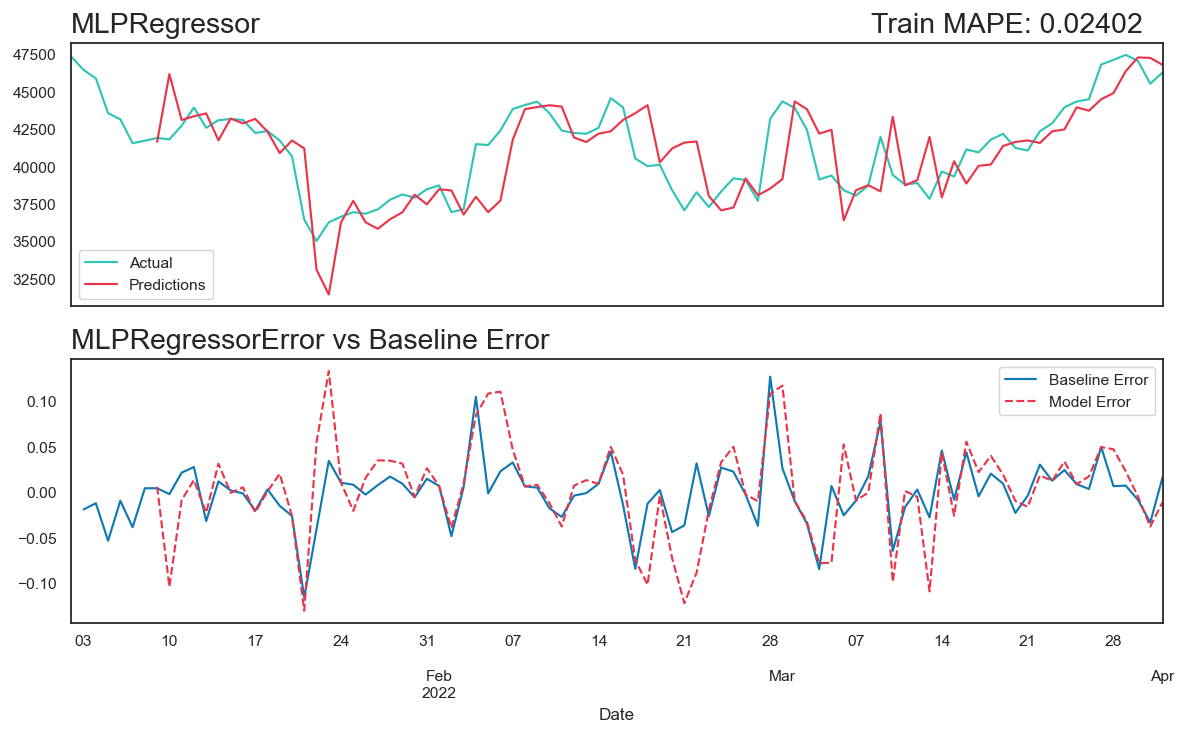 MLPRegressor
Train MAPE: 0.02402
47500
45000
42500
40000
37500
35000
32500
Actual
Predictions
MLPRegressorError vs Baseline Error
0.10
0.05
0.00
−0.05
−0.10
Baseline Error
Model Error
03 10 17 24 31 07 14 21 28 07 14 21 28
Feb Mar Apr
2022
Date